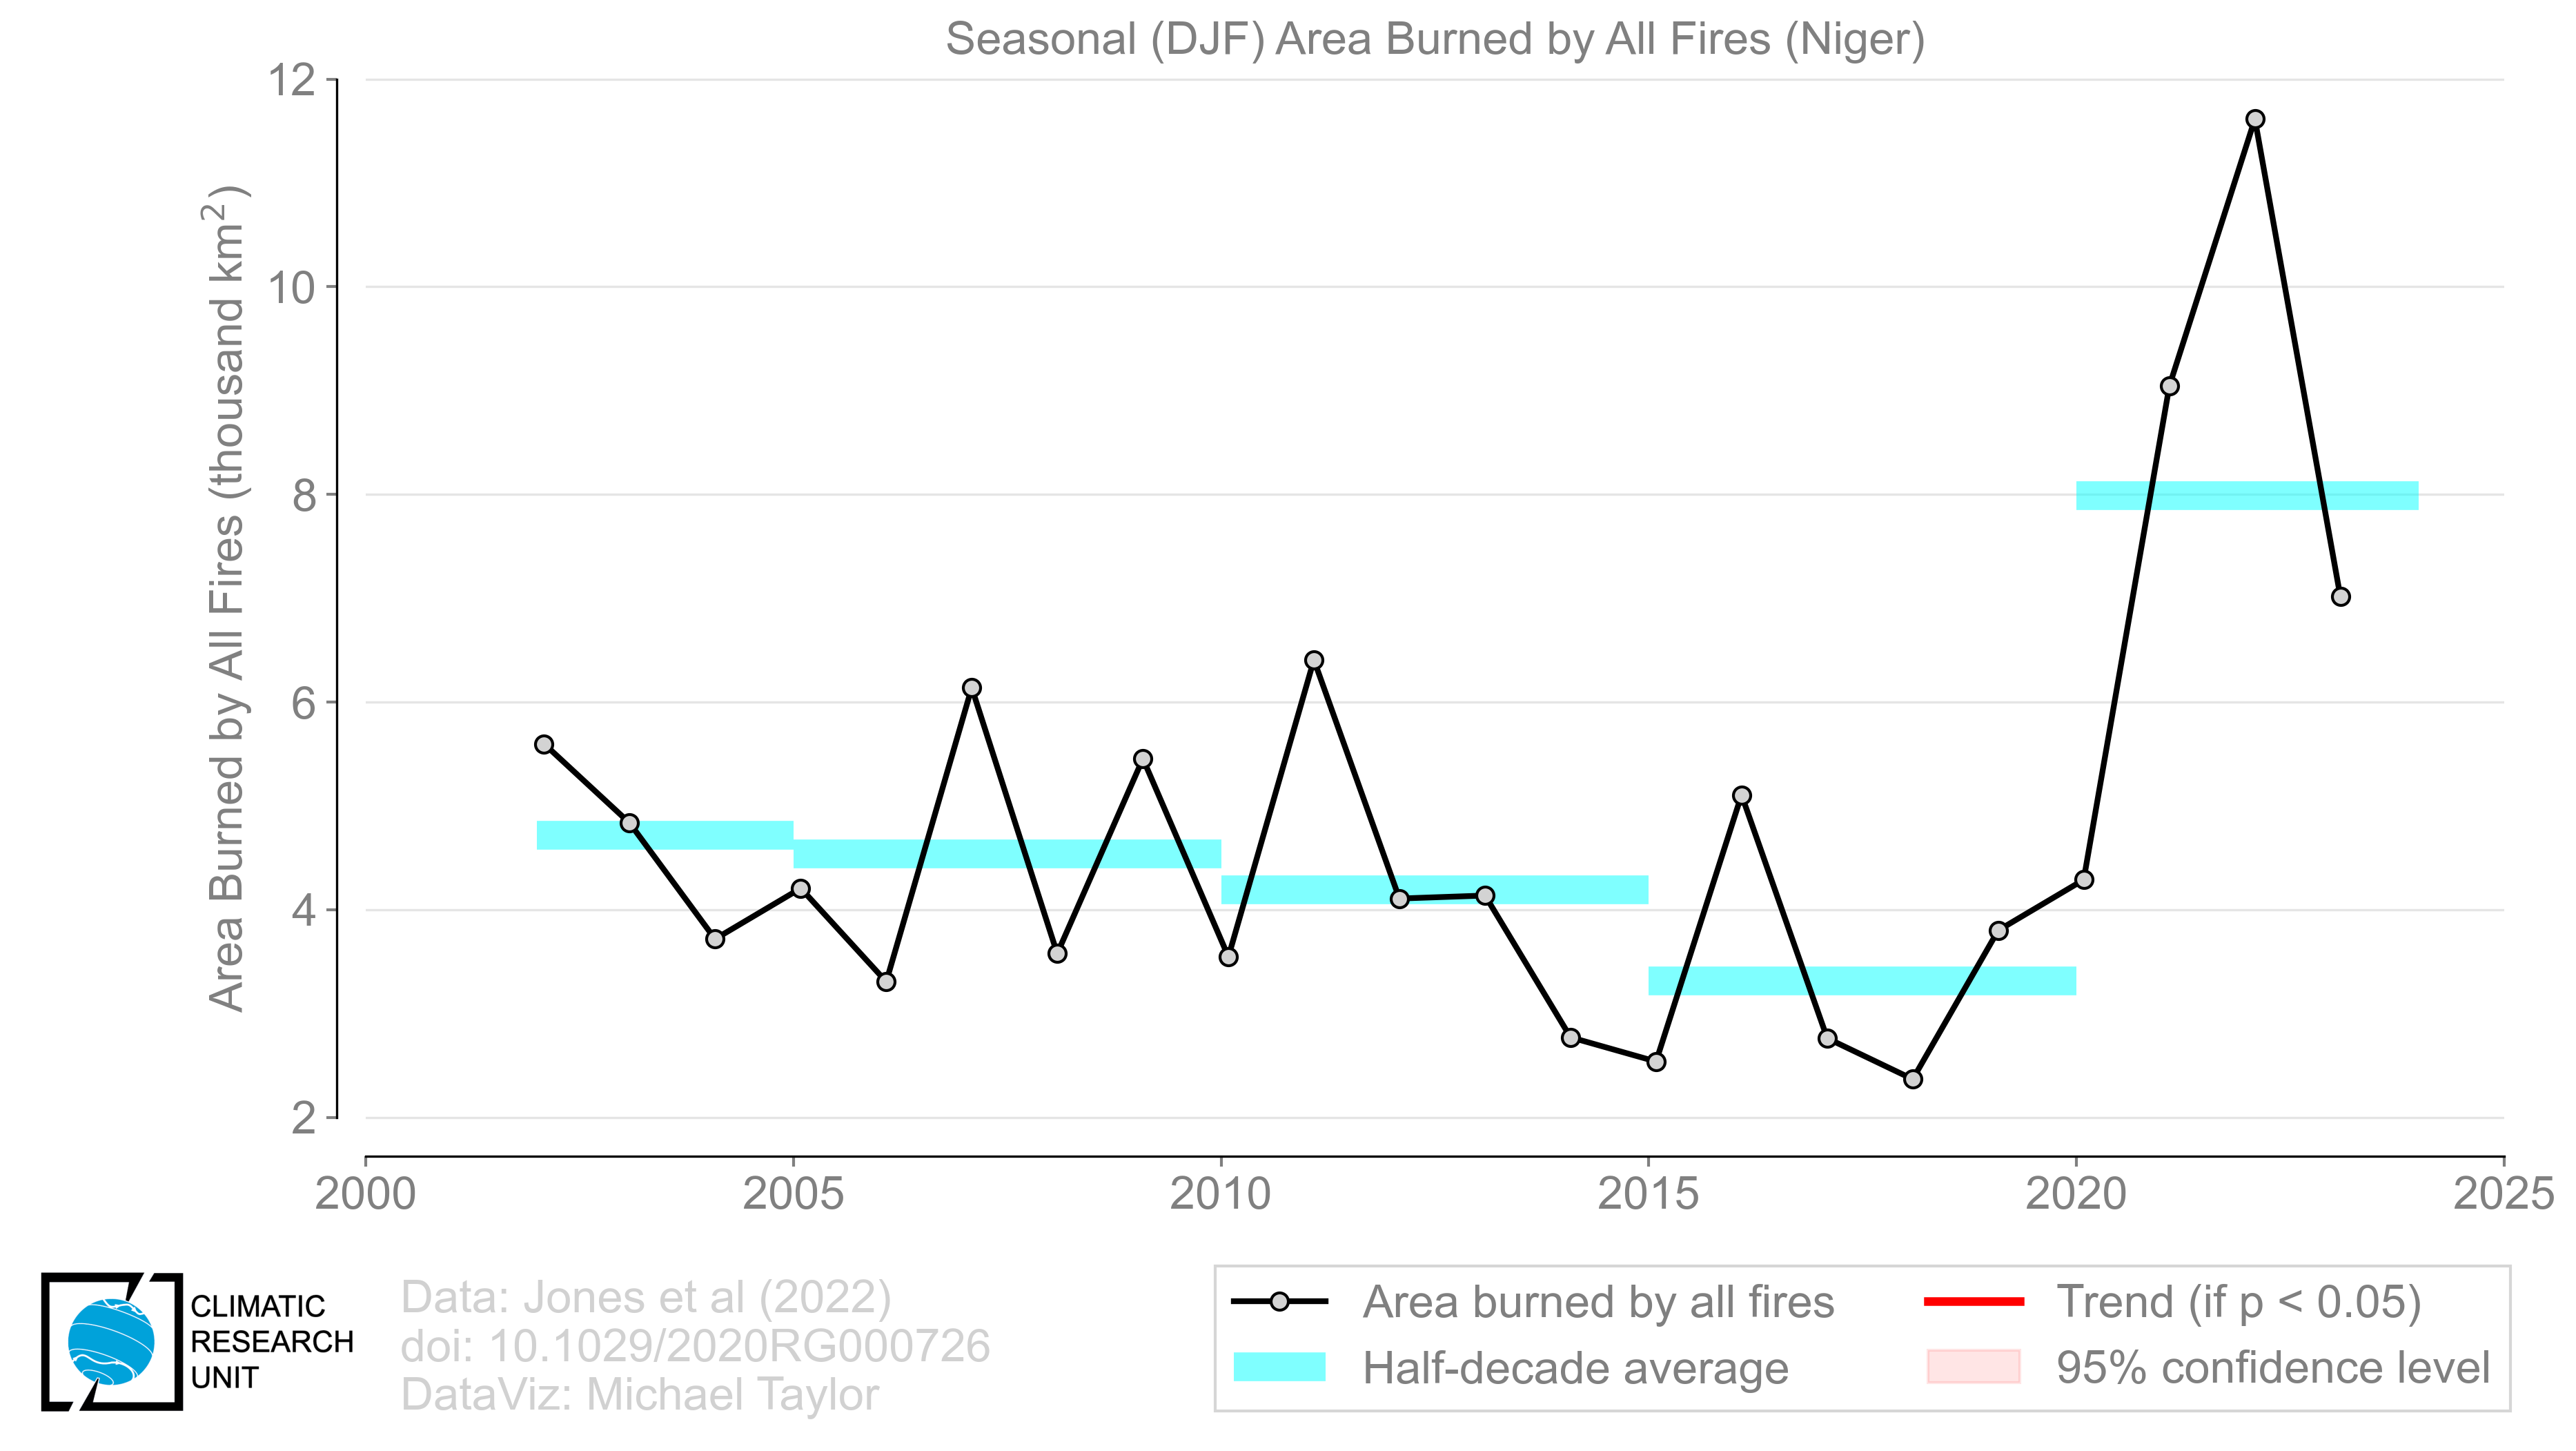 Seasonal (DJF) Area Burned by All Fires (Niger)
12
10
8
6
4
2
Area Burned by All Fires (thousand km²)
2000 2005 2010 2015 2020 2025
CLIMATIC
RESEARCH
UNIT
Data: Jones et al (2022)
doi: 10.1029/2020RG000726
DataViz: Michael Taylor
Area burned by all fires
Half-decade average
Trend (if p < 0.05)
95% confidence level